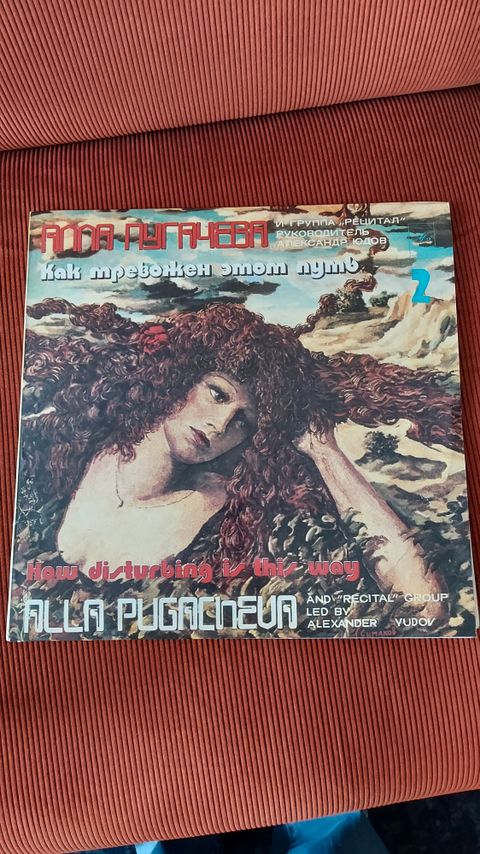 АЛЛА ПУГАЧЕВА
И ГРУППА „РЕЦИТАЛ"
РУКОВОДИТЕЛЬ
АЛЕКСАНДР ЮДОВ
Как тревожен этот путь
2
How disturbing is this way
ALLA PUGACHEVA
AND "RECITAL" GROUP
LED BY
ALEXANDER YUDOV